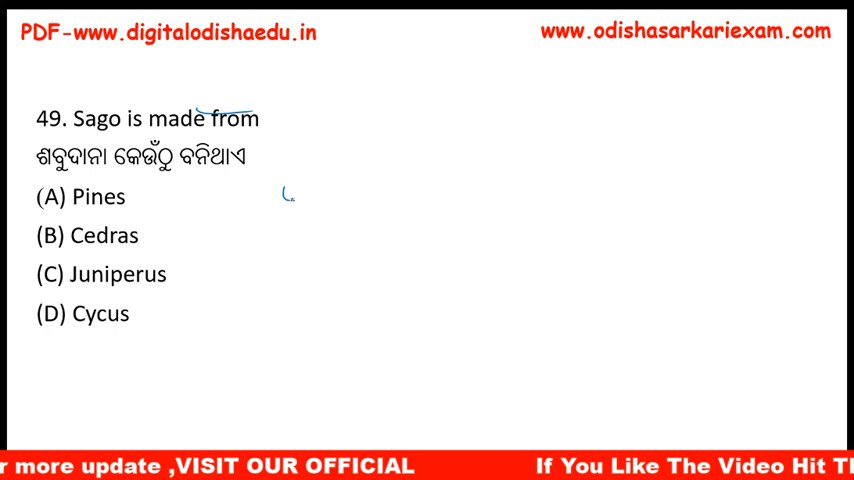 PDF-www.digitalodishaedu.in
www.odishasarkariexam.com
49. Sago is made from
ଶବୁଦାନା କେଉଁଠୁ ବନିଥାଏ
(A) Pines
(B) Cedras
(C) Juniperus
(D) Cycus
r more update ,VISIT OUR OFFICIAL
If You Like The Video Hit Th